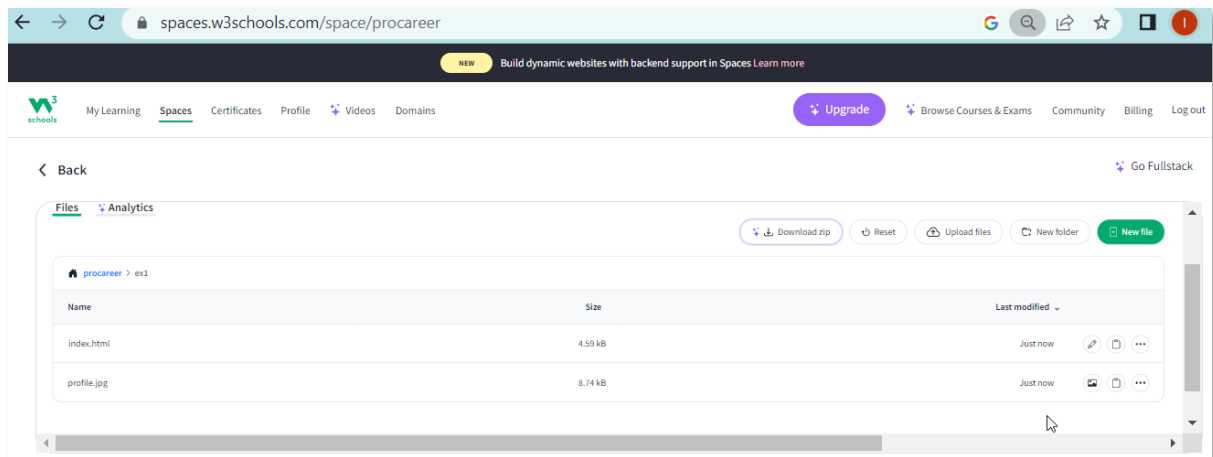 spaces.w3schools.com/space/procareer
NEW Build dynamic websites with backend support in Spaces Learn more
W3 schools My Learning Spaces Certificates Profile Videos Domains Upgrade Browse Courses & Exams Community Billing Log out
Back Go Fullstack
Files Analytics
Download zip Reset Upload files New folder New file
procareer > ex1
Name Size Last modified
index.html 4.59 kB Just now
profile.jpg 8.74 kB Just now